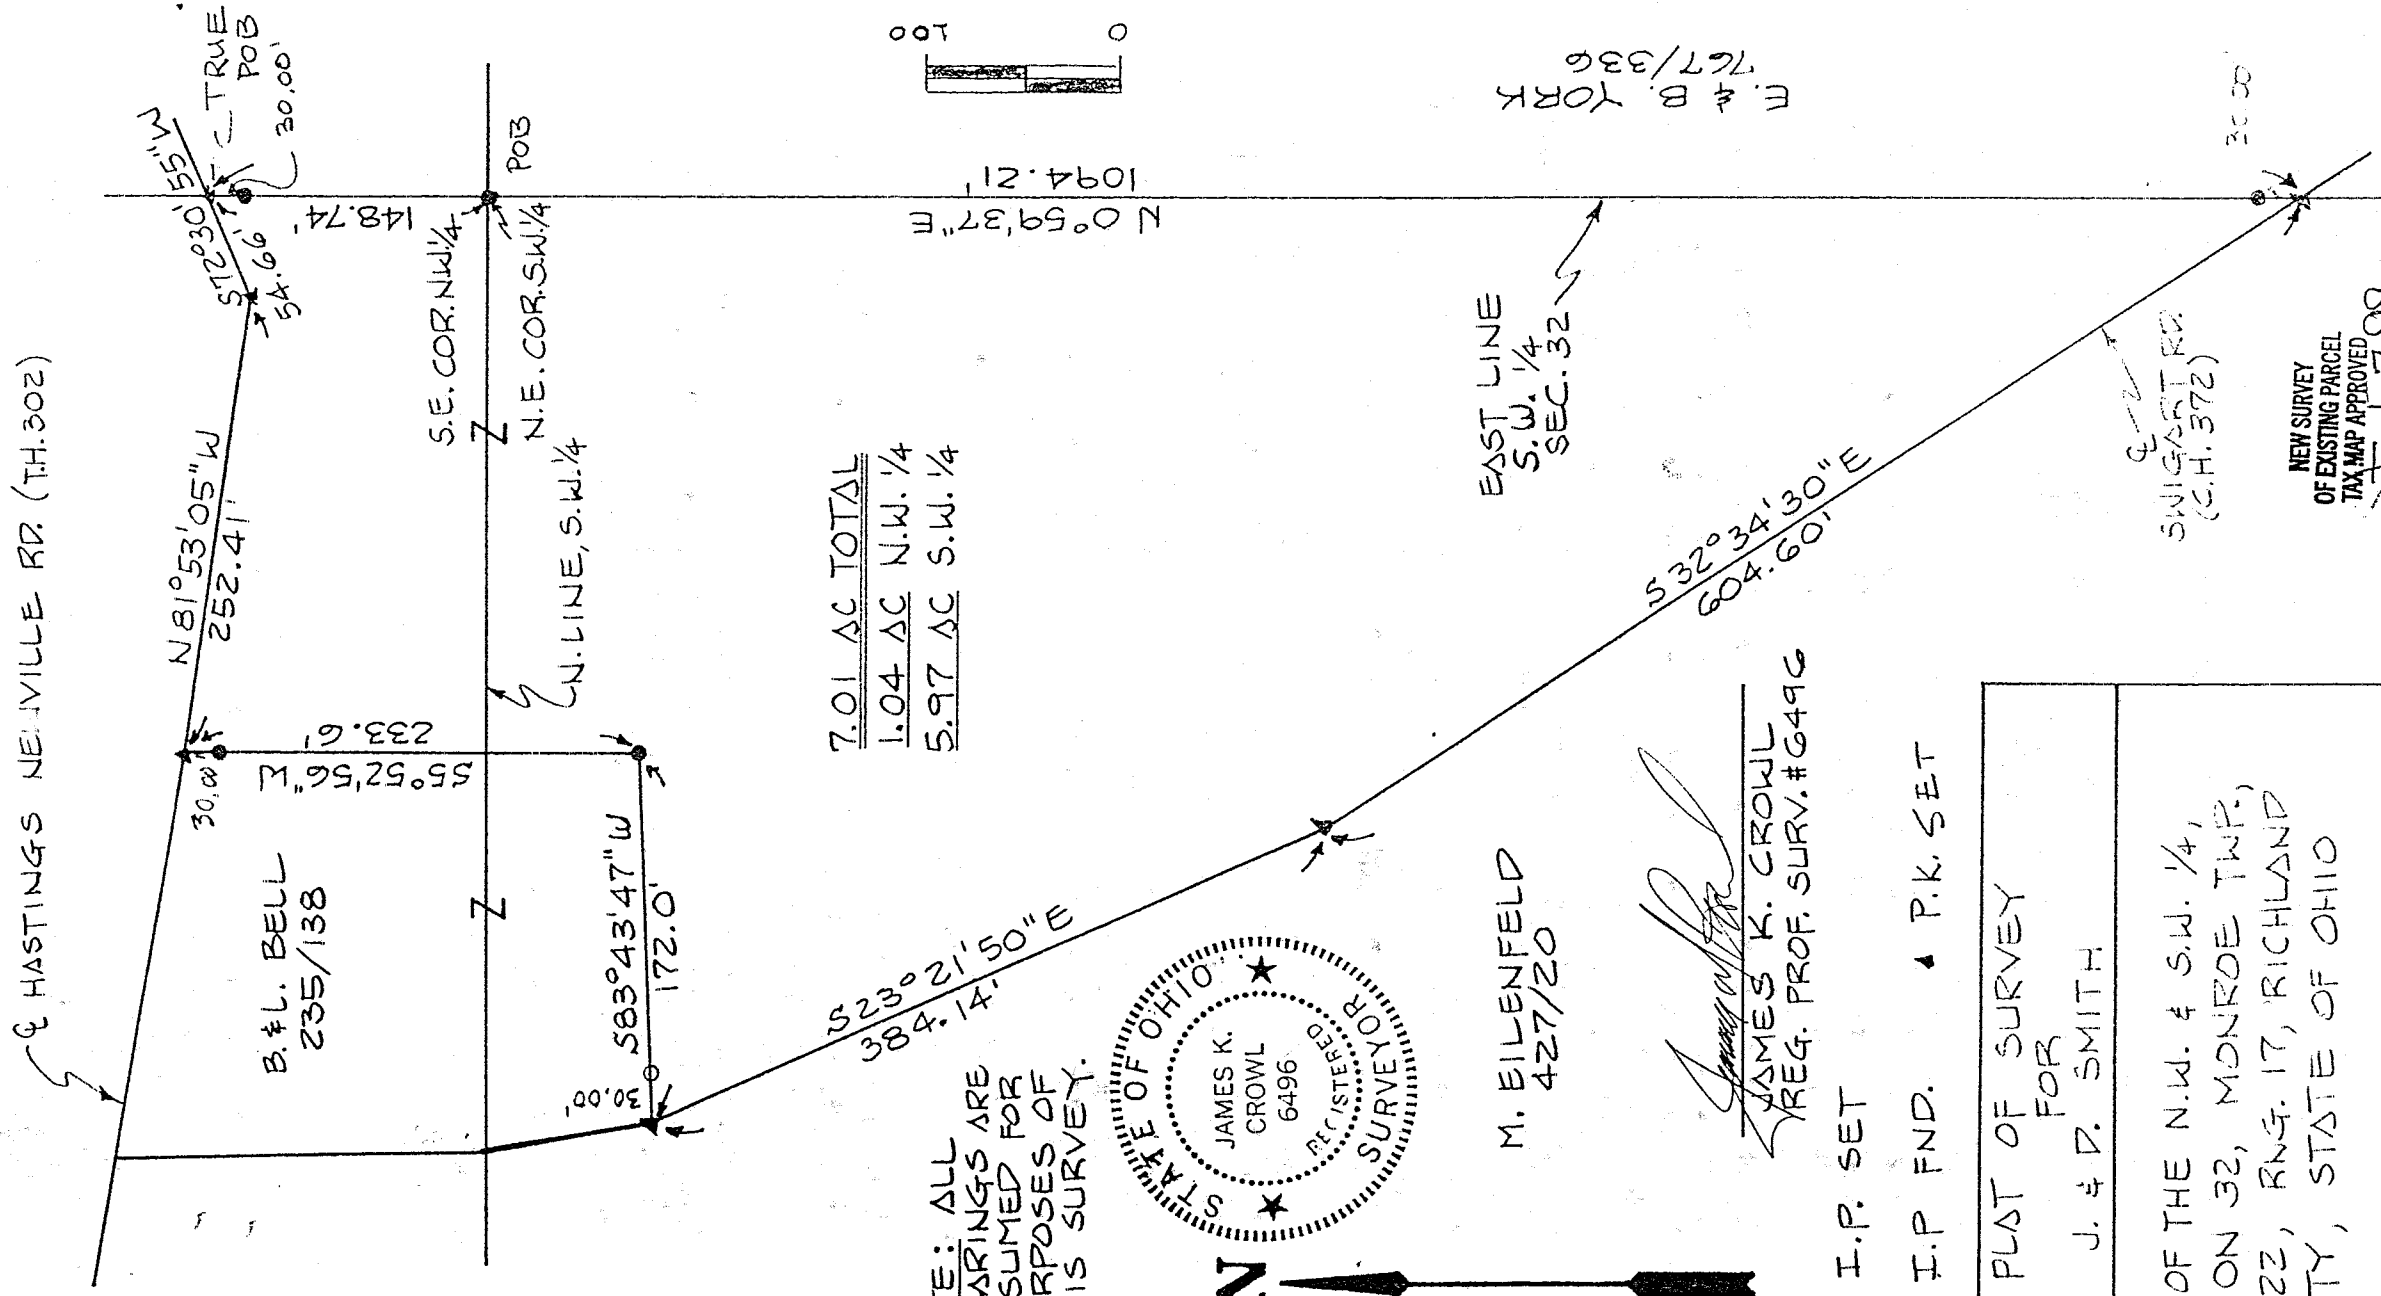 ℄ HASTINGS NEWVILLE RD. (T.H. 302)
TRUE
POB
30.00'
S72°30'55"W
54.66'
148.74'
N81°53'05"W
252.41'
S.E. COR. N.W. 1/4
POB
N.E. COR. S.W. 1/4
N. LINE, S.W. 1/4
30.00'
S5°52'56"W
233.6'
B. & L. BELL
235/138
S83°43'47"W
172.0'
30.00'
100
0
E. & B. YORK
767/336
N 0°59'37"E
1094.21'
7.01 AC TOTAL
1.04 AC N.W. 1/4
5.97 AC S.W. 1/4
EAST LINE
S.W. 1/4
SEC. 32
S23°21'50"E
384.14'
S32°34'30"E
604.60'
30.00
℄
SWIGART RD.
(C.H. 372)
NEW SURVEY
OF EXISTING PARCEL
TAX MAP APPROVED
TE: ALL
ARINGS ARE
SUMED FOR
RPOSES OF
IS SURVEY.
STATE OF OHIO
JAMES K.
CROWL
6496
REGISTERED
SURVEYOR
N
M. EILENFELD
427/20
JAMES K. CROWL
REG. PROF. SURV. #6496
I.P. SET
I.P FND. ▲ P.K. SET
PLAT OF SURVEY
FOR
J. & D. SMITH
OF THE N.W. & S.W. 1/4,
ON 32, MONROE TWP.,
22, RNG. 17, RICHLAND
TY, STATE OF OHIO